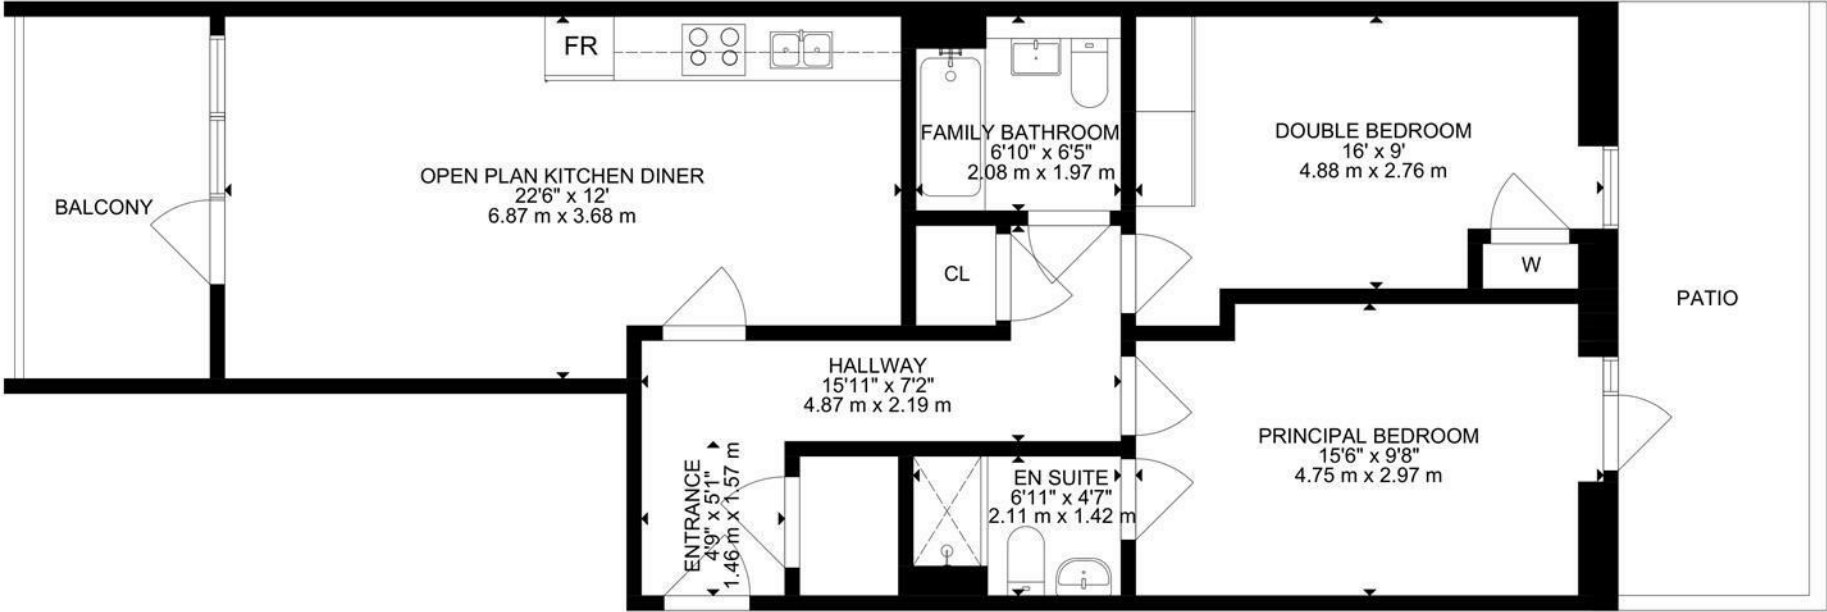 FR
BALCONY
OPEN PLAN KITCHEN DINER
22'6" x 12'
6.87 m x 3.68 m
FAMILY BATHROOM
6'10" x 6'5"
2.08 m x 1.97 m
DOUBLE BEDROOM
16' x 9'
4.88 m x 2.76 m
CL
W
PATIO
HALLWAY
15'11" x 7'2"
4.87 m x 2.19 m
PRINCIPAL BEDROOM
15'6" x 9'8"
4.75 m x 2.97 m
ENTRANCE
4'9" x 5'1"
1.46 m x 1.57 m
EN SUITE
6'11" x 4'7"
2.11 m x 1.42 m